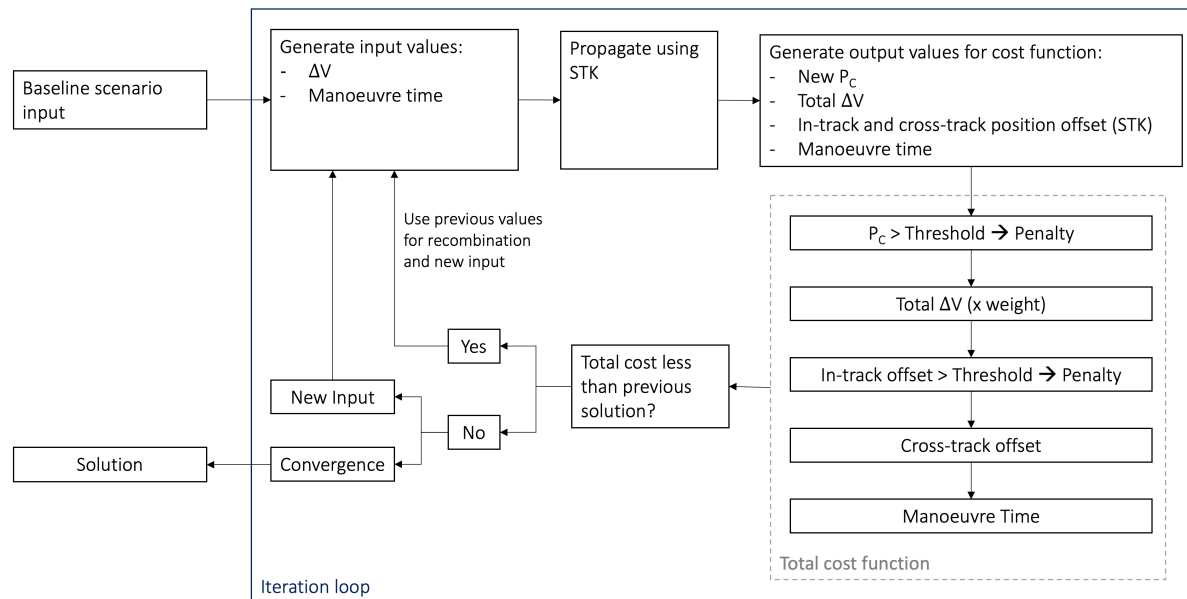 Baseline scenario
input
Generate input values:
- ΔV
- Manoeuvre time
Propagate using
STK
Generate output values for cost function:
- New P_C
- Total ΔV
- In-track and cross-track position offset (STK)
- Manoeuvre time
Use previous values
for recombination
and new input
P_C > Threshold → Penalty
Total ΔV (x weight)
In-track offset > Threshold → Penalty
Cross-track offset
Manoeuvre Time
Total cost function
Total cost less
than previous
solution?
Yes
No
New Input
Convergence
Solution
Iteration loop